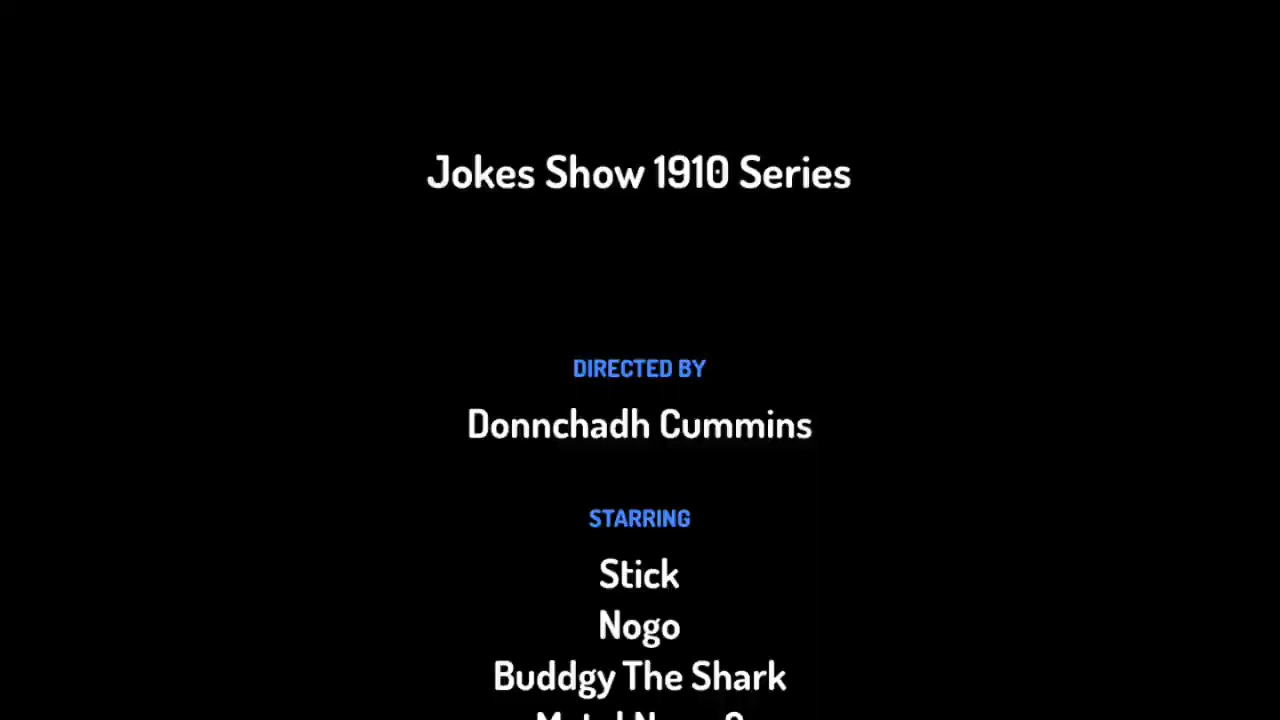 Jokes Show 1910 Series
DIRECTED BY
Donnchadh Cummins
STARRING
Stick
Nogo
Buddgy The Shark